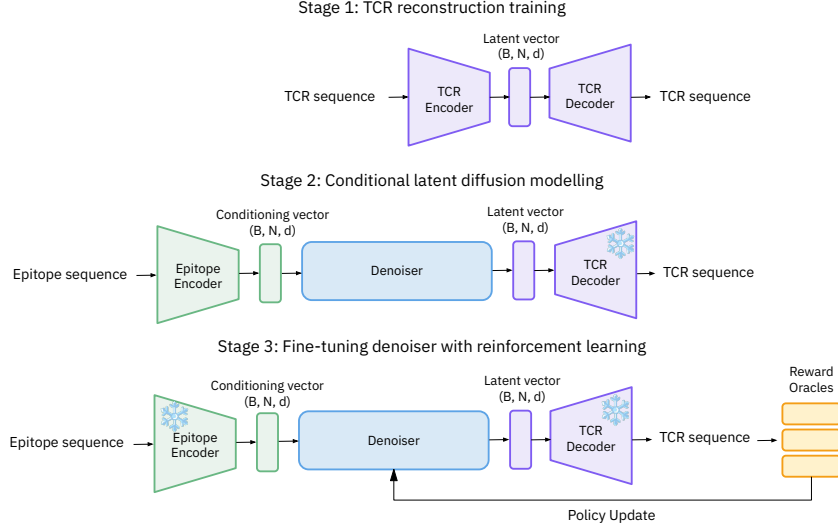 Stage 1: TCR reconstruction training
Latent vector
(B, N, d)
TCR sequence
TCR
Encoder
TCR
Decoder
TCR sequence
Stage 2: Conditional latent diffusion modelling
Conditioning vector
(B, N, d)
Latent vector
(B, N, d)
Epitope sequence
Epitope
Encoder
Denoiser
TCR
Decoder
TCR sequence
Stage 3: Fine-tuning denoiser with reinforcement learning
Reward
Oracles
Conditioning vector
(B, N, d)
Latent vector
(B, N, d)
Epitope sequence
Epitope
Encoder
Denoiser
TCR
Decoder
TCR sequence
Policy Update